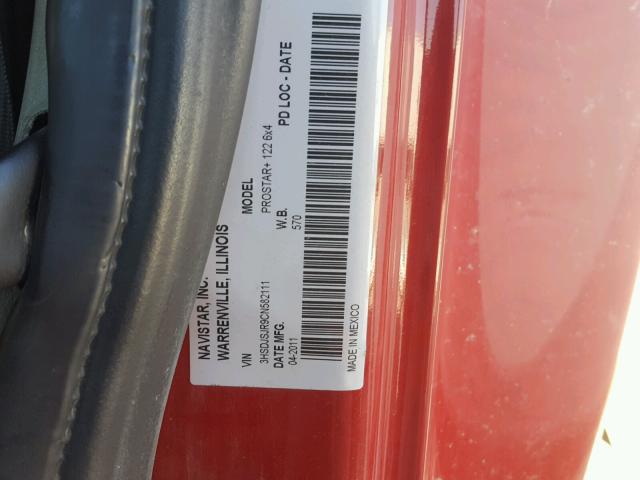 NAVISTAR, INC.
WARRENVILLE, ILLINOIS
VIN MODEL
3HSDJSJR9CN582111 PROSTAR+ 122 6x4
DATE MFG. W.B. PD LOC - DATE
04-2011 570
MADE IN MEXICO